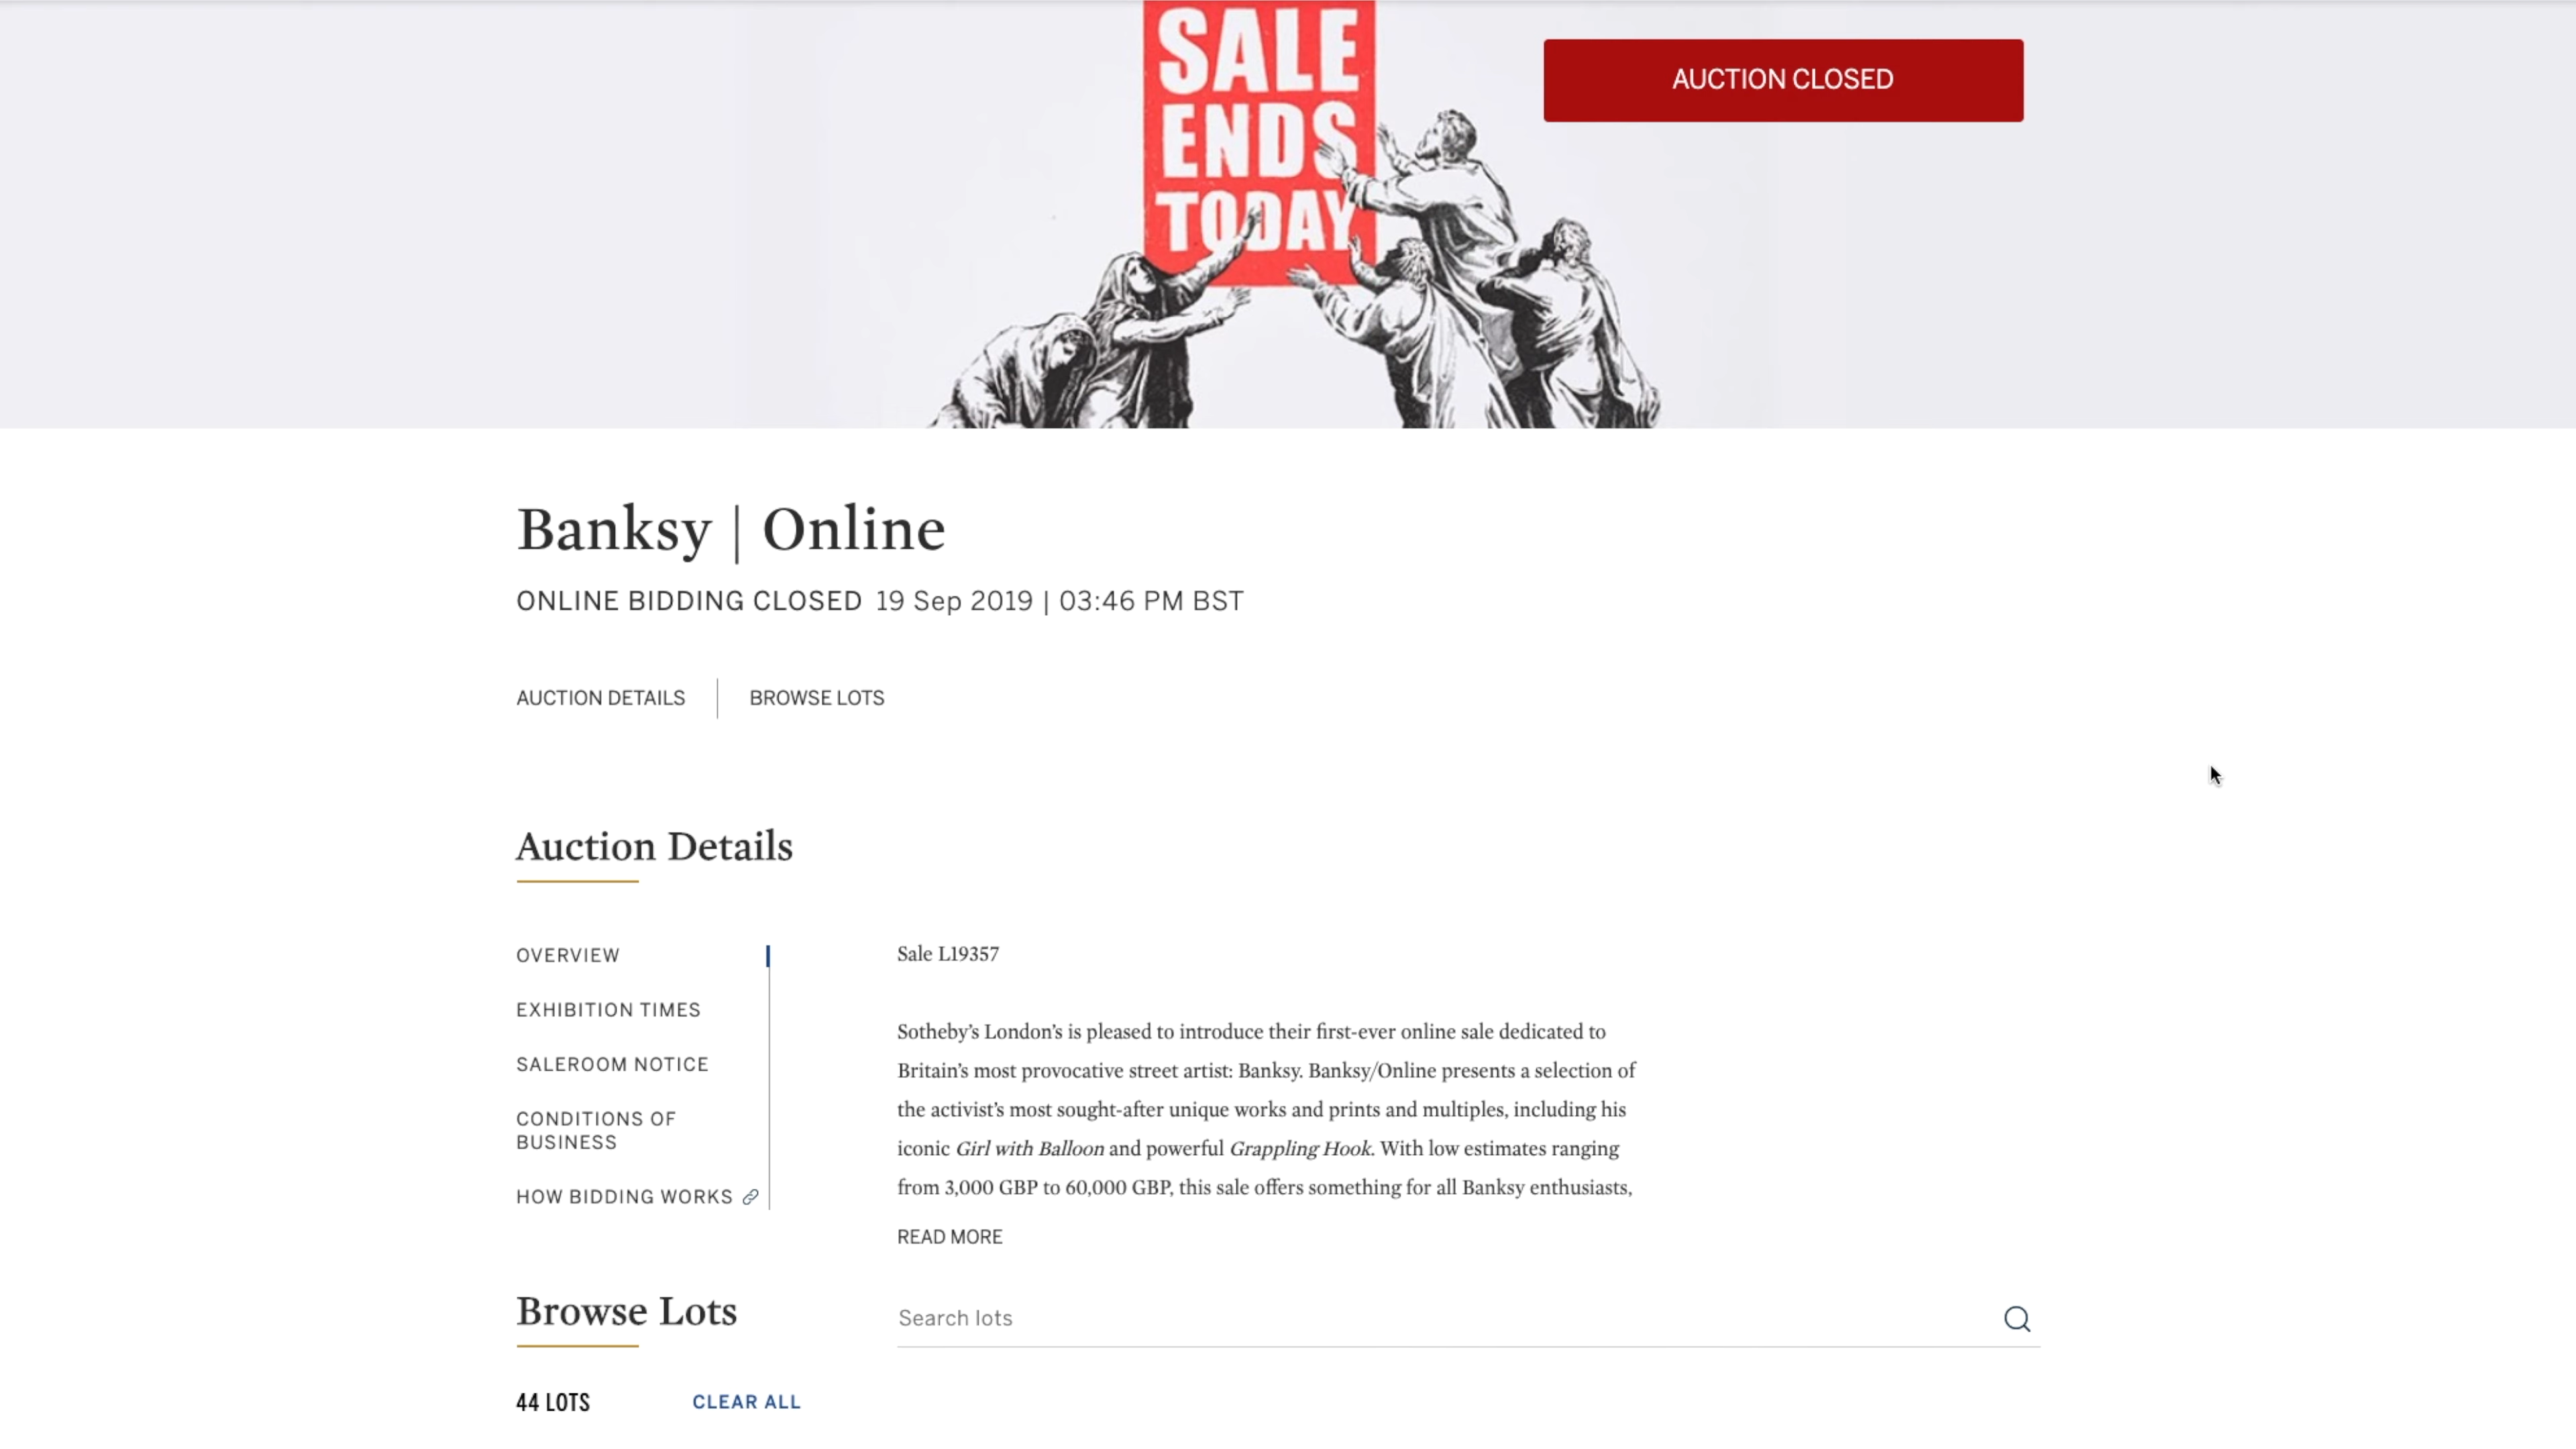 SALE
ENDS
TODAY
AUCTION CLOSED
Banksy | Online
ONLINE BIDDING CLOSED 19 Sep 2019 | 03:46 PM BST
AUCTION DETAILS
BROWSE LOTS
Auction Details
OVERVIEW
EXHIBITION TIMES
SALEROOM NOTICE
CONDITIONS OF
BUSINESS
HOW BIDDING WORKS
Sale L19357
Sotheby’s London’s is pleased to introduce their first-ever online sale dedicated to
Britain’s most provocative street artist: Banksy. Banksy/Online presents a selection of
the activist’s most sought-after unique works and prints and multiples, including his
iconic Girl with Balloon and powerful Grappling Hook. With low estimates ranging
from 3,000 GBP to 60,000 GBP, this sale offers something for all Banksy enthusiasts,
READ MORE
Browse Lots
Search lots
44 LOTS
CLEAR ALL